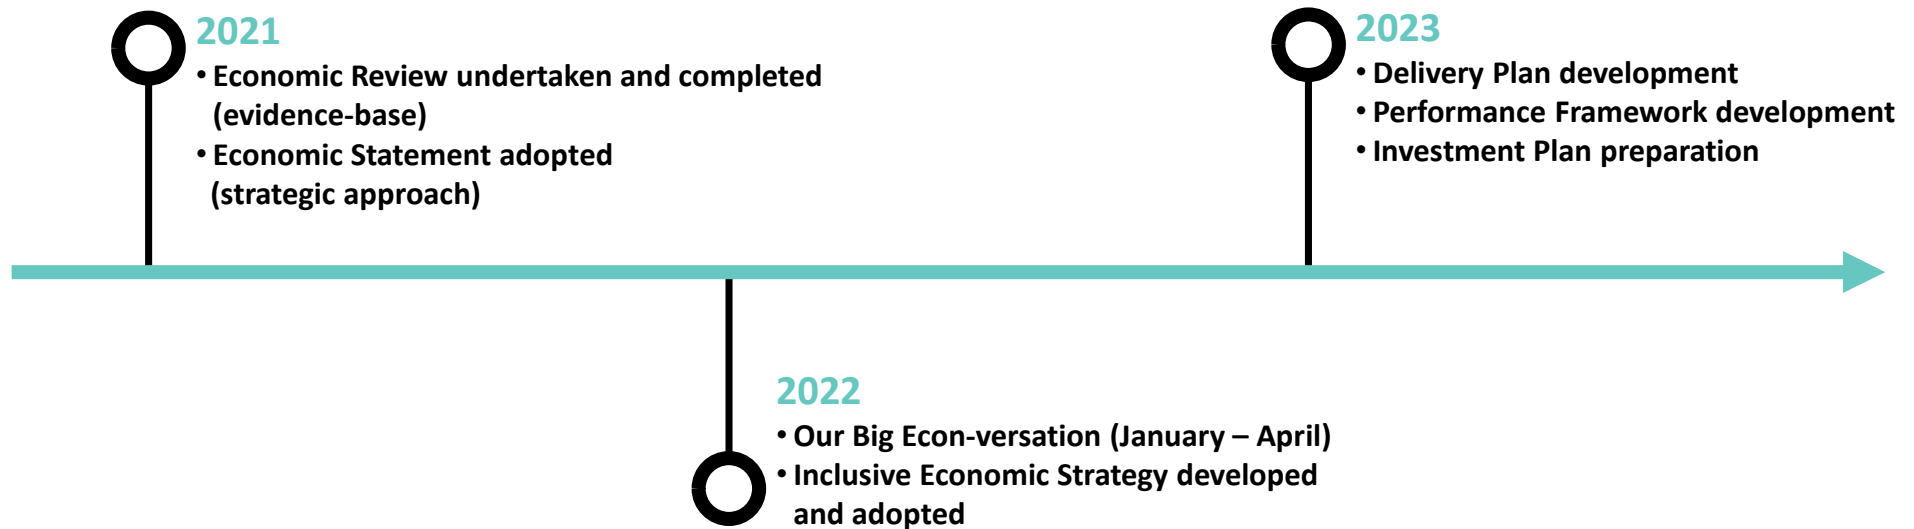 2021
• Economic Review undertaken and completed
(evidence-base)
• Economic Statement adopted
(strategic approach)
2023
• Delivery Plan development
• Performance Framework development
• Investment Plan preparation
2022
• Our Big Econ-versation (January – April)
• Inclusive Economic Strategy developed
and adopted